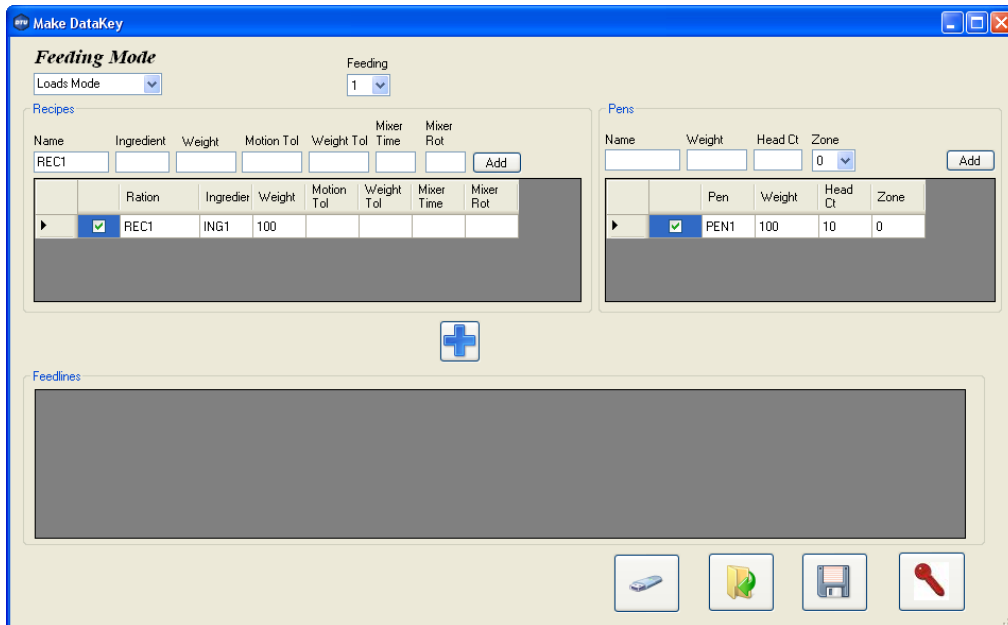 DTU Make DataKey
Feeding Mode
Feeding
Loads Mode
1
Recipes
Name Ingredient Weight Motion Tol Weight Tol Mixer Time Mixer Rot
REC1
Add
Ration Ingredier Weight Motion Tol Weight Tol Mixer Time Mixer Rot
REC1 ING1 100
Pens
Name Weight Head Ct Zone
0
Add
Pen Weight Head Ct Zone
PEN1 100 10 0
Feedlines